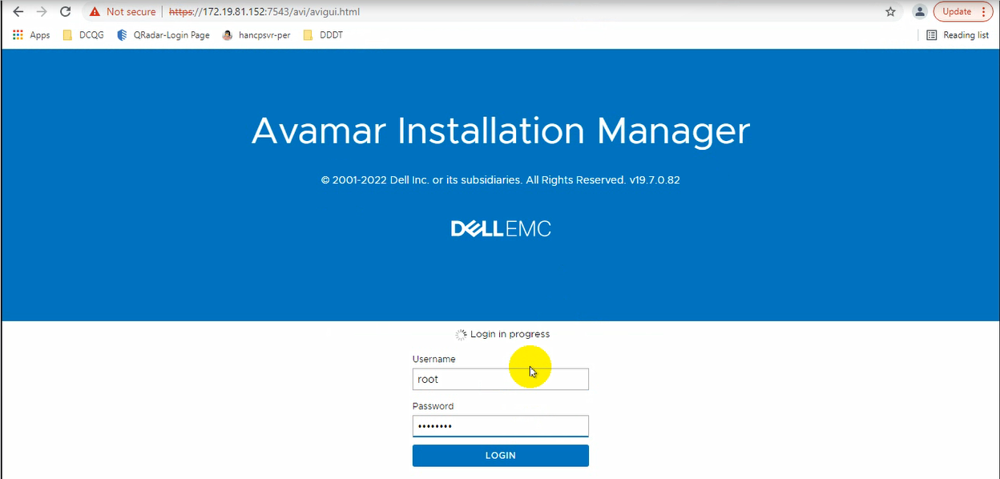 Not secure | https://172.19.81.152:7543/avi/avigui.html Update
Apps DCQG QRadar-Login Page hancpsvr-per DDDT Reading list
Avamar Installation Manager
© 2001-2022 Dell Inc. or its subsidiaries. All Rights Reserved. v19.7.0.82
DELLEMC
Login in progress
Username
root
Password
••••••••
LOGIN